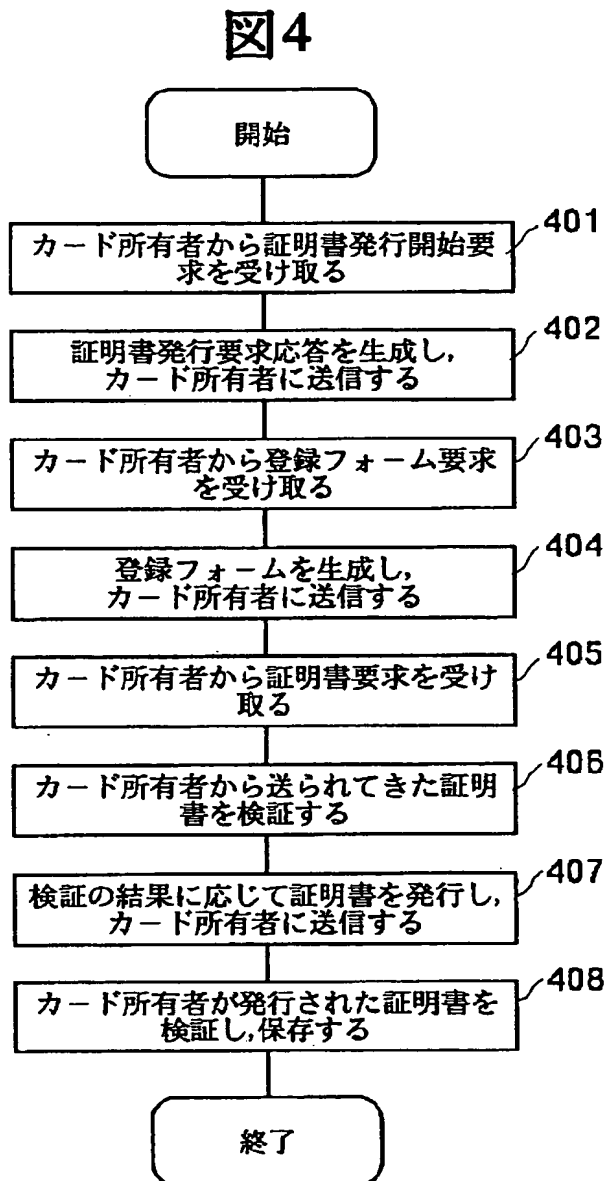 図4
開始
401
カード所有者から証明書発行開始要
求を受け取る
402
証明書発行要求応答を生成し,
カード所有者に送信する
403
カード所有者から登録フォーム要求
を受け取る
404
登録フォームを生成し,
カード所有者に送信する
405
カード所有者から証明書要求を受け
取る
406
カード所有者から送られてきた証明
書を検証する
407
検証の結果に応じて証明書を発行し,
カード所有者に送信する
408
カード所有者が発行された証明書を
検証し,保存する
終了